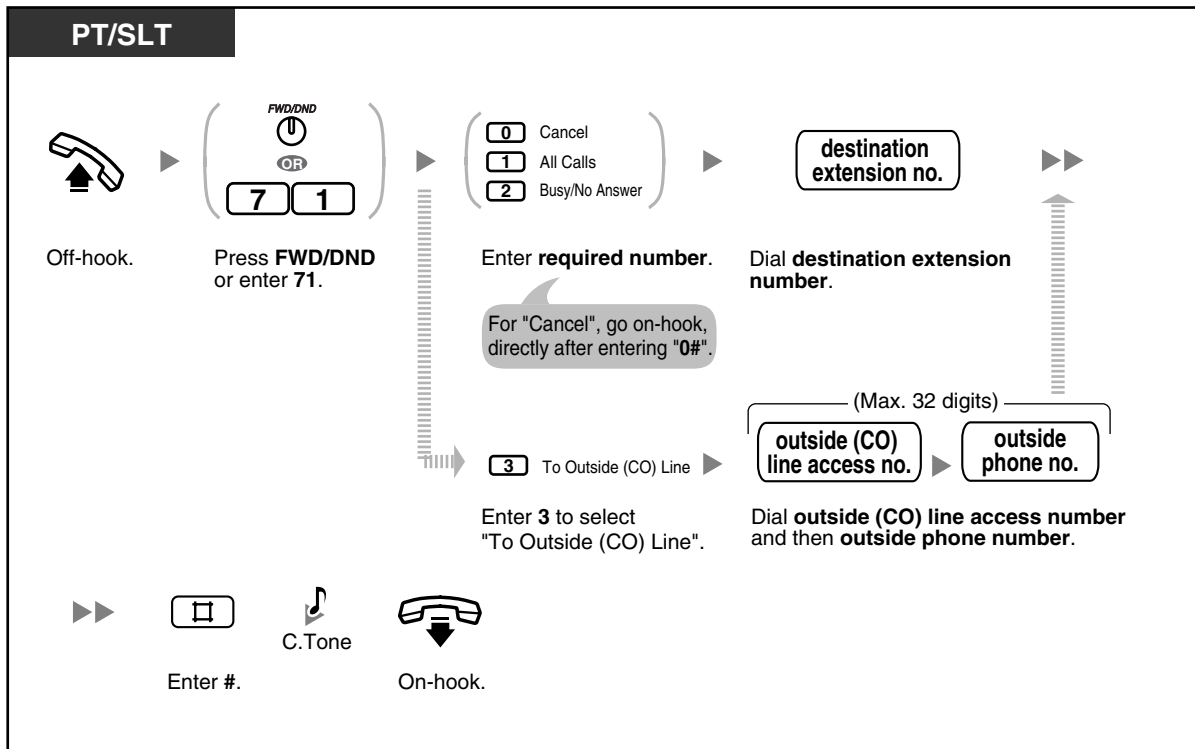 PT/SLT
FWD/DND
OR
7 1
0 Cancel
1 All Calls
2 Busy/No Answer
destination
extension no.
Off-hook.
Press FWD/DND
or enter 71.
Enter required number.
Dial destination extension
number.
For "Cancel", go on-hook,
directly after entering "0#".
3 To Outside (CO) Line
(Max. 32 digits)
outside (CO)
line access no.
outside
phone no.
Enter 3 to select
"To Outside (CO) Line".
Dial outside (CO) line access number
and then outside phone number.
#
C.Tone
Enter #.
On-hook.